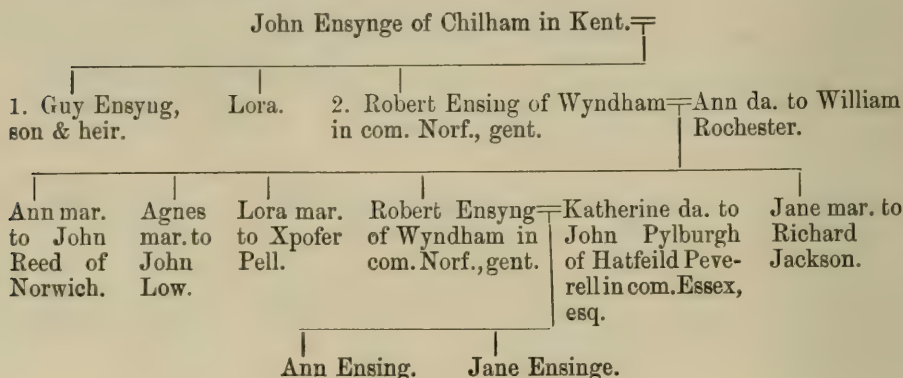 John Ensynge of Chilham in Kent.
1. Guy Ensyug,
son & heir.
Lora.
2. Robert Ensing of Wyndham
in com. Norf., gent.
Ann da. to William
Rochester.
Ann mar.
to John
Reed of
Norwich.
Agnes
mar. to
John
Low.
Lora mar.
to Xpofer
Pell.
Robert Ensyng
of Wyndham in
com. Norf., gent.
Katherine da. to
John Pylburgh
of Hatfeild Peve-
rell in com. Essex,
esq.
Jane mar. to
Richard
Jackson.
Ann Ensing.
Jane Ensinge.